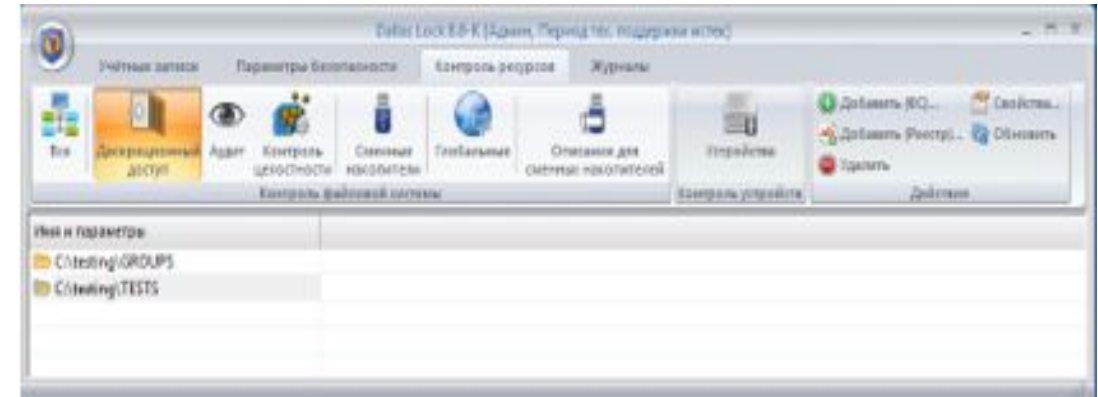 Dallas Lock 8.0-K (Админ, Период тех. поддержки истек)
Учётные записи Параметры безопасности Контроль ресурсов Журналы
Все
Дискреционный доступ
Аудит
Контроль целостности
Сменные накопители
Глобальные
Описания для сменных накопителей
Контроль файловой системы
Устройства
Контроль устройств
Добавить (ФС)...
Добавить (Реестр)...
Удалить
Свойства...
Обновить
Действия
Имя и параметры
C:\testing\GROUPS
C:\testing\TESTS